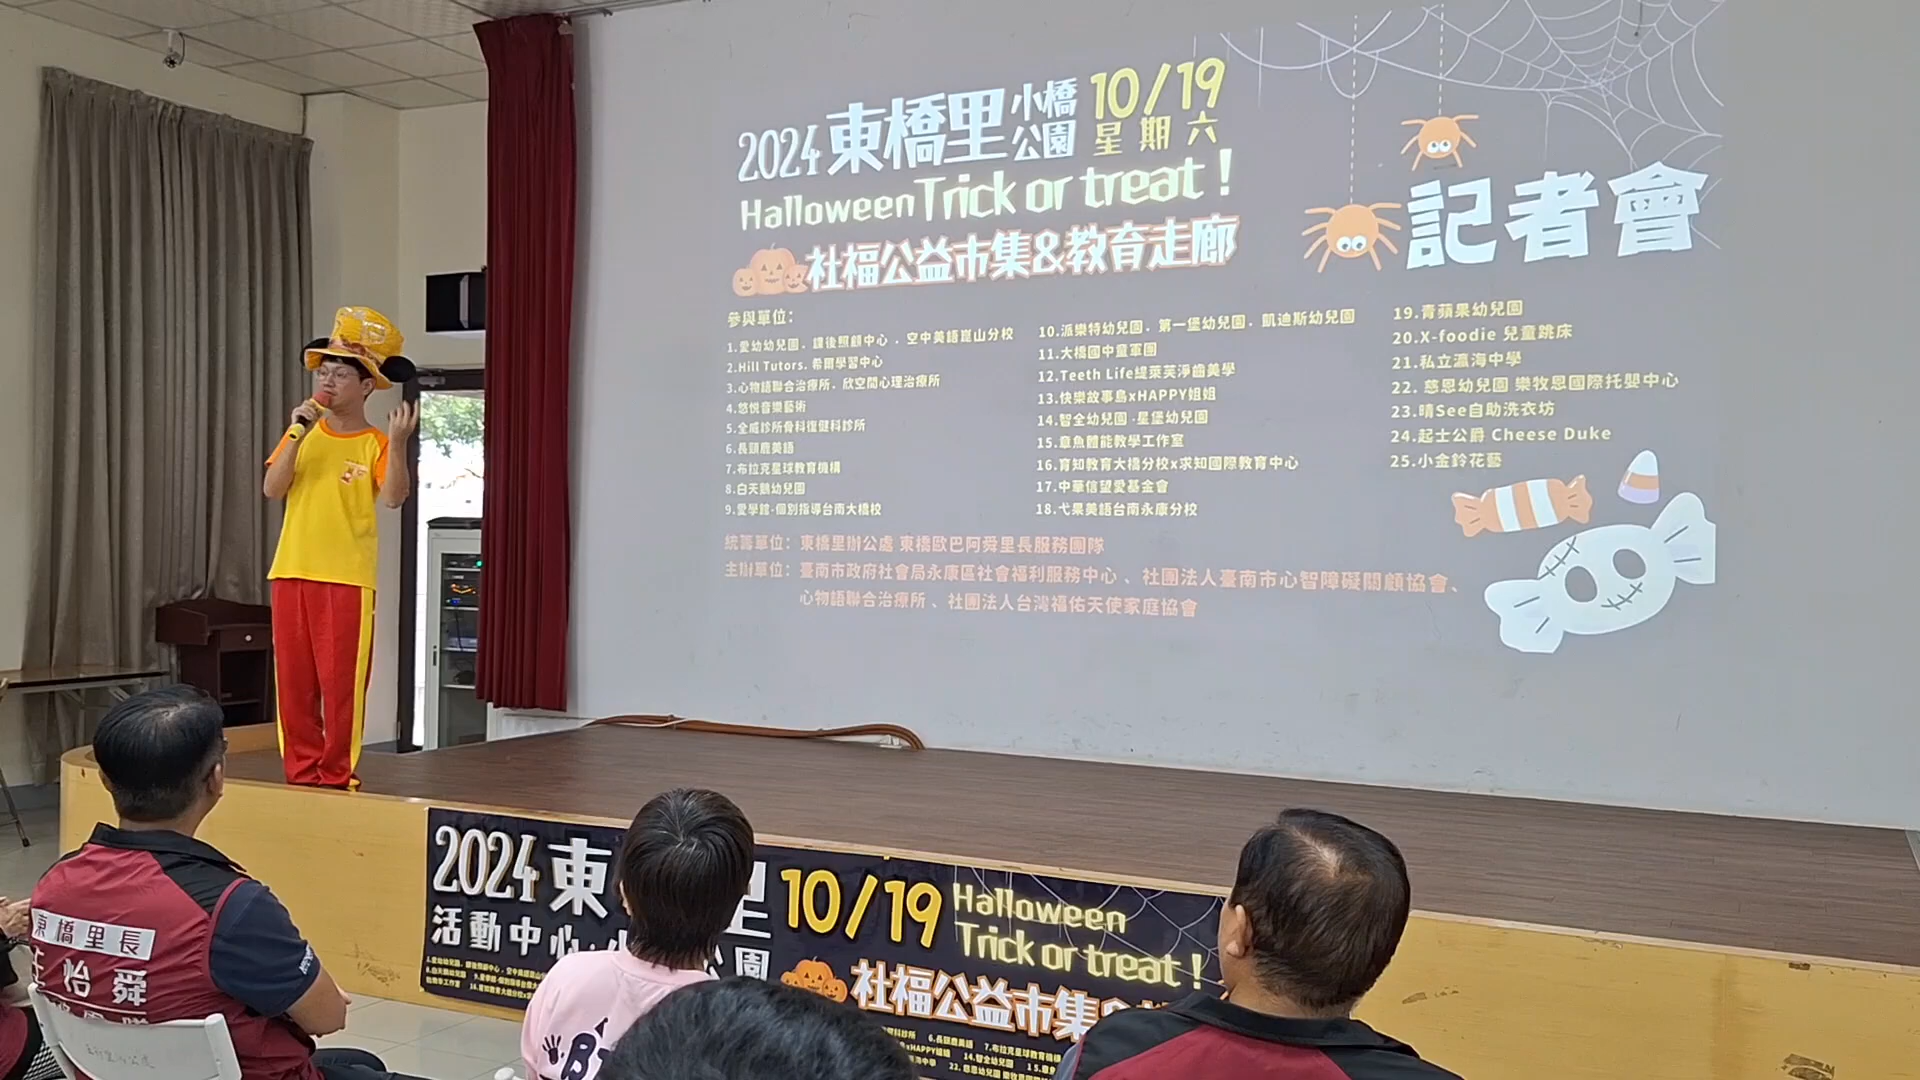 2024 東橋里 小橋公園 10/19 星期六
Halloween Trick or treat !
社福公益市集&教育走廊
記者會
參與單位:
1.愛幼幼兒園．課後照顧中心．空中美語崑山分校
2.Hill Tutors. 希爾學習中心
3.心物語聯合治療所．欣空間心理治療所
4.悠悅音樂藝術
5.全威診所骨科復健科診所
6.長頸鹿美語
7.布拉克星球教育機構
8.白天鵝幼兒園
9.愛學館-個別指導台南大橋校
10.派樂特幼兒園．第一堡幼兒園．凱迪斯幼兒園
11.大橋國中童軍團
12.Teeth Life緹萊芙淨齒美學
13.快樂故事鳥xHAPPY姐姐
14.智全幼兒園 .星堡幼兒園
15.章魚體能教學工作室
16.育知教育大橋分校x求知國際教育中心
17.中華信望愛基金會
18.弋果美語台南永康分校
19.青蘋果幼兒園
20.X-foodie 兒童跳床
21.私立瀛海中學
22. 慈恩幼兒園 樂牧恩國際托嬰中心
23.晴See自助洗衣坊
24.起士公爵 Cheese Duke
25.小金鈴花藝
統籌單位: 東橋里辦公處 東橋歐巴阿舜里長服務團隊
主辦單位: 臺南市政府社會局永康區社會福利服務中心、社團法人臺南市心智障礙關顧協會、
心物語聯合治療所、社團法人台灣福佑天使家庭協會
2024 東 里 10/19 Halloween
Trick or treat !
活動中心 公園
社福公益市集&
東橋里長
怡舜